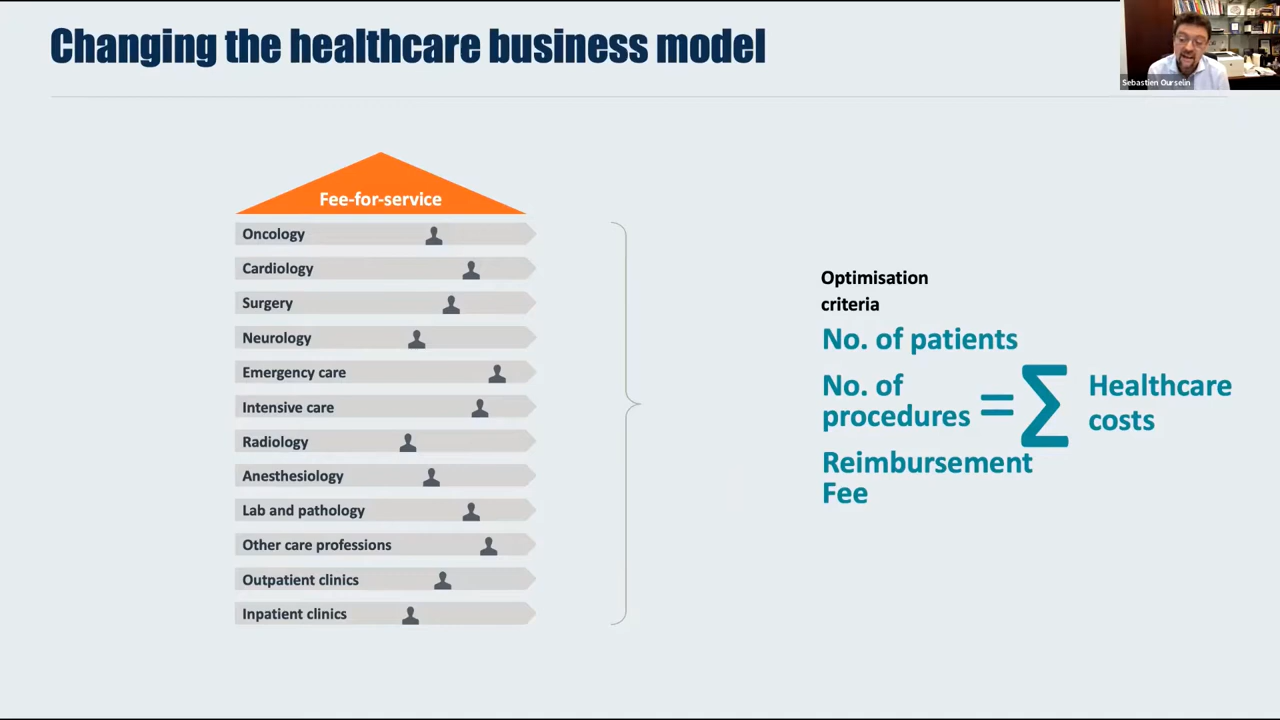 Changing the healthcare business model
Sebastien Ourselin
Fee-for-service
Oncology
Cardiology
Surgery
Neurology
Emergency care
Intensive care
Radiology
Anesthesiology
Lab and pathology
Other care professions
Outpatient clinics
Inpatient clinics
Optimisation
criteria
No. of patients
No. of
procedures
= Σ
Healthcare
costs
Reimbursement
Fee